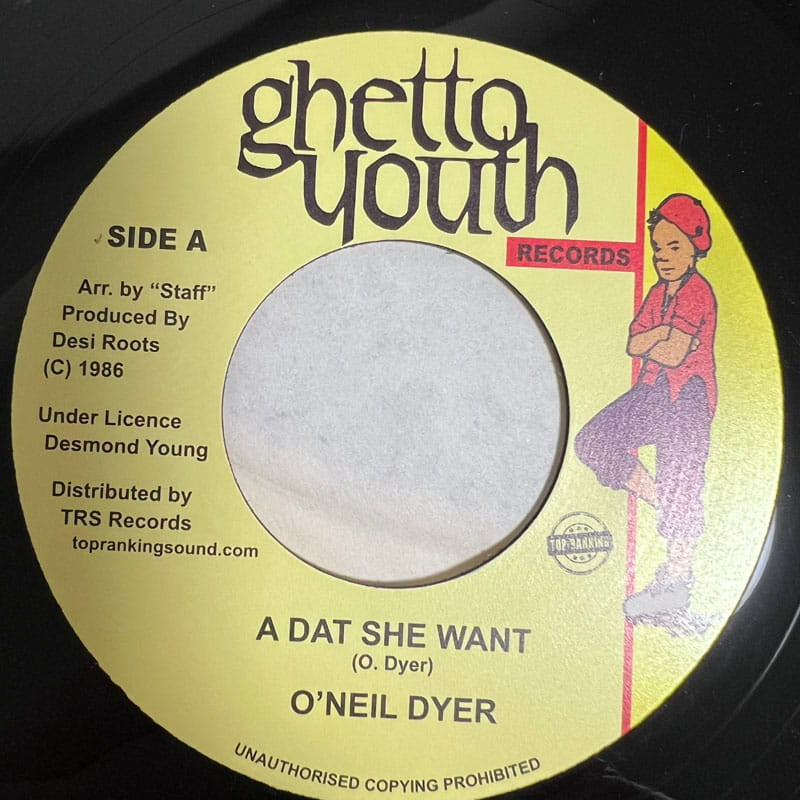 ghetto
youth
RECORDS
SIDE A
Arr. by “Staff”
Produced By
Desi Roots
(C) 1986
Under Licence
Desmond Young
Distributed by
TRS Records
toprankingsound.com
TOP RANKING
A DAT SHE WANT
(O. Dyer)
O’NEIL DYER
UNAUTHORISED COPYING PROHIBITED